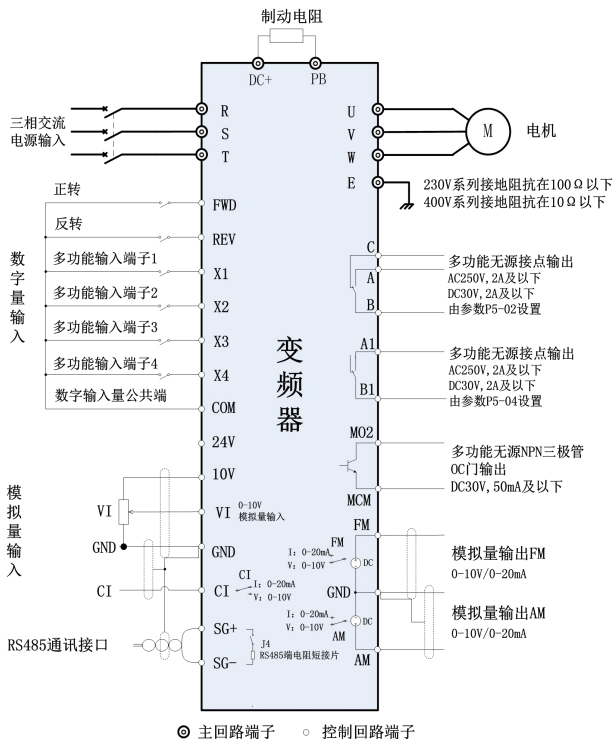 制动电阻
DC+ PB
三相交流
电源输入
R
S
T
U
V
W
M
电机
E
230V系列接地阻抗在100Ω以下
400V系列接地阻抗在10Ω以下
数字量输入
正转
FWD
反转
REV
多功能输入端子1
X1
多功能输入端子2
X2
多功能输入端子3
X3
多功能输入端子4
X4
数字输入量公共端
COM
24V
变频器
C
A
B
多功能无源接点输出
AC250V,2A及以下
DC30V,2A及以下
由参数P5-02设置
A1
B1
多功能无源接点输出
AC250V,2A及以下
DC30V,2A及以下
由参数P5-04设置
MO2
MCM
多功能无源NPN三极管
OC门输出
DC30V,50mA及以下
模拟量输入
10V
VI
VI
0-10V
模拟量输入
GND
GND
CI
CI
CI
I: 0-20mA
V: 0-10V
FM
FM
I: 0-20mA
V: 0-10V
DC
GND
I: 0-20mA
V: 0-10V
DC
AM
AM
模拟量输出FM
0-10V/0-20mA
模拟量输出AM
0-10V/0-20mA
RS485通讯接口
SG+
SG-
J4
RS485端电阻短接片
主回路端子 控制回路端子